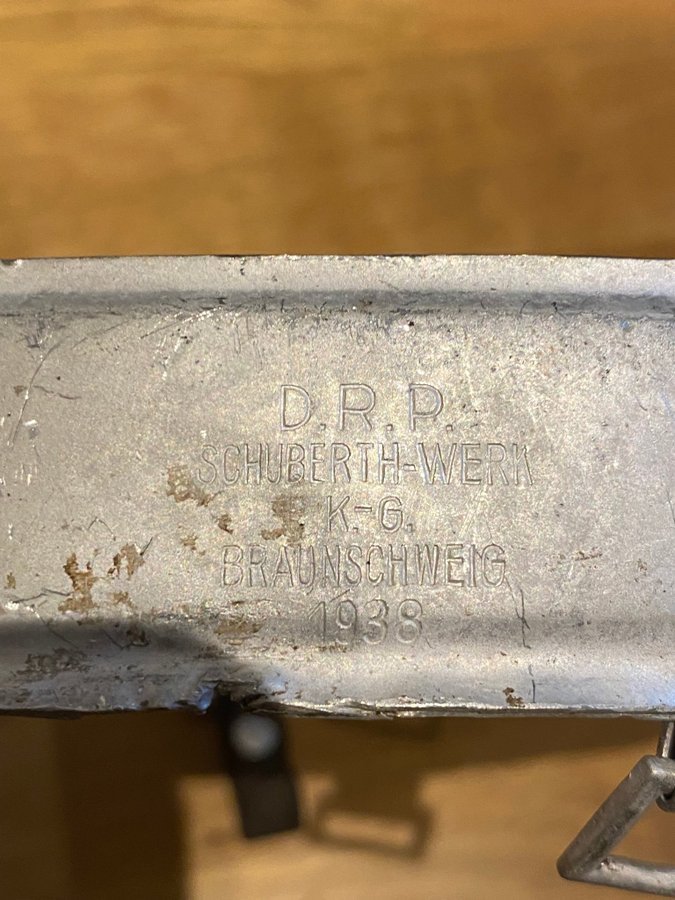 D.R.P.
SCHUBERTH-WERK
K.-G.
BRAUNSCHWEIG
1938